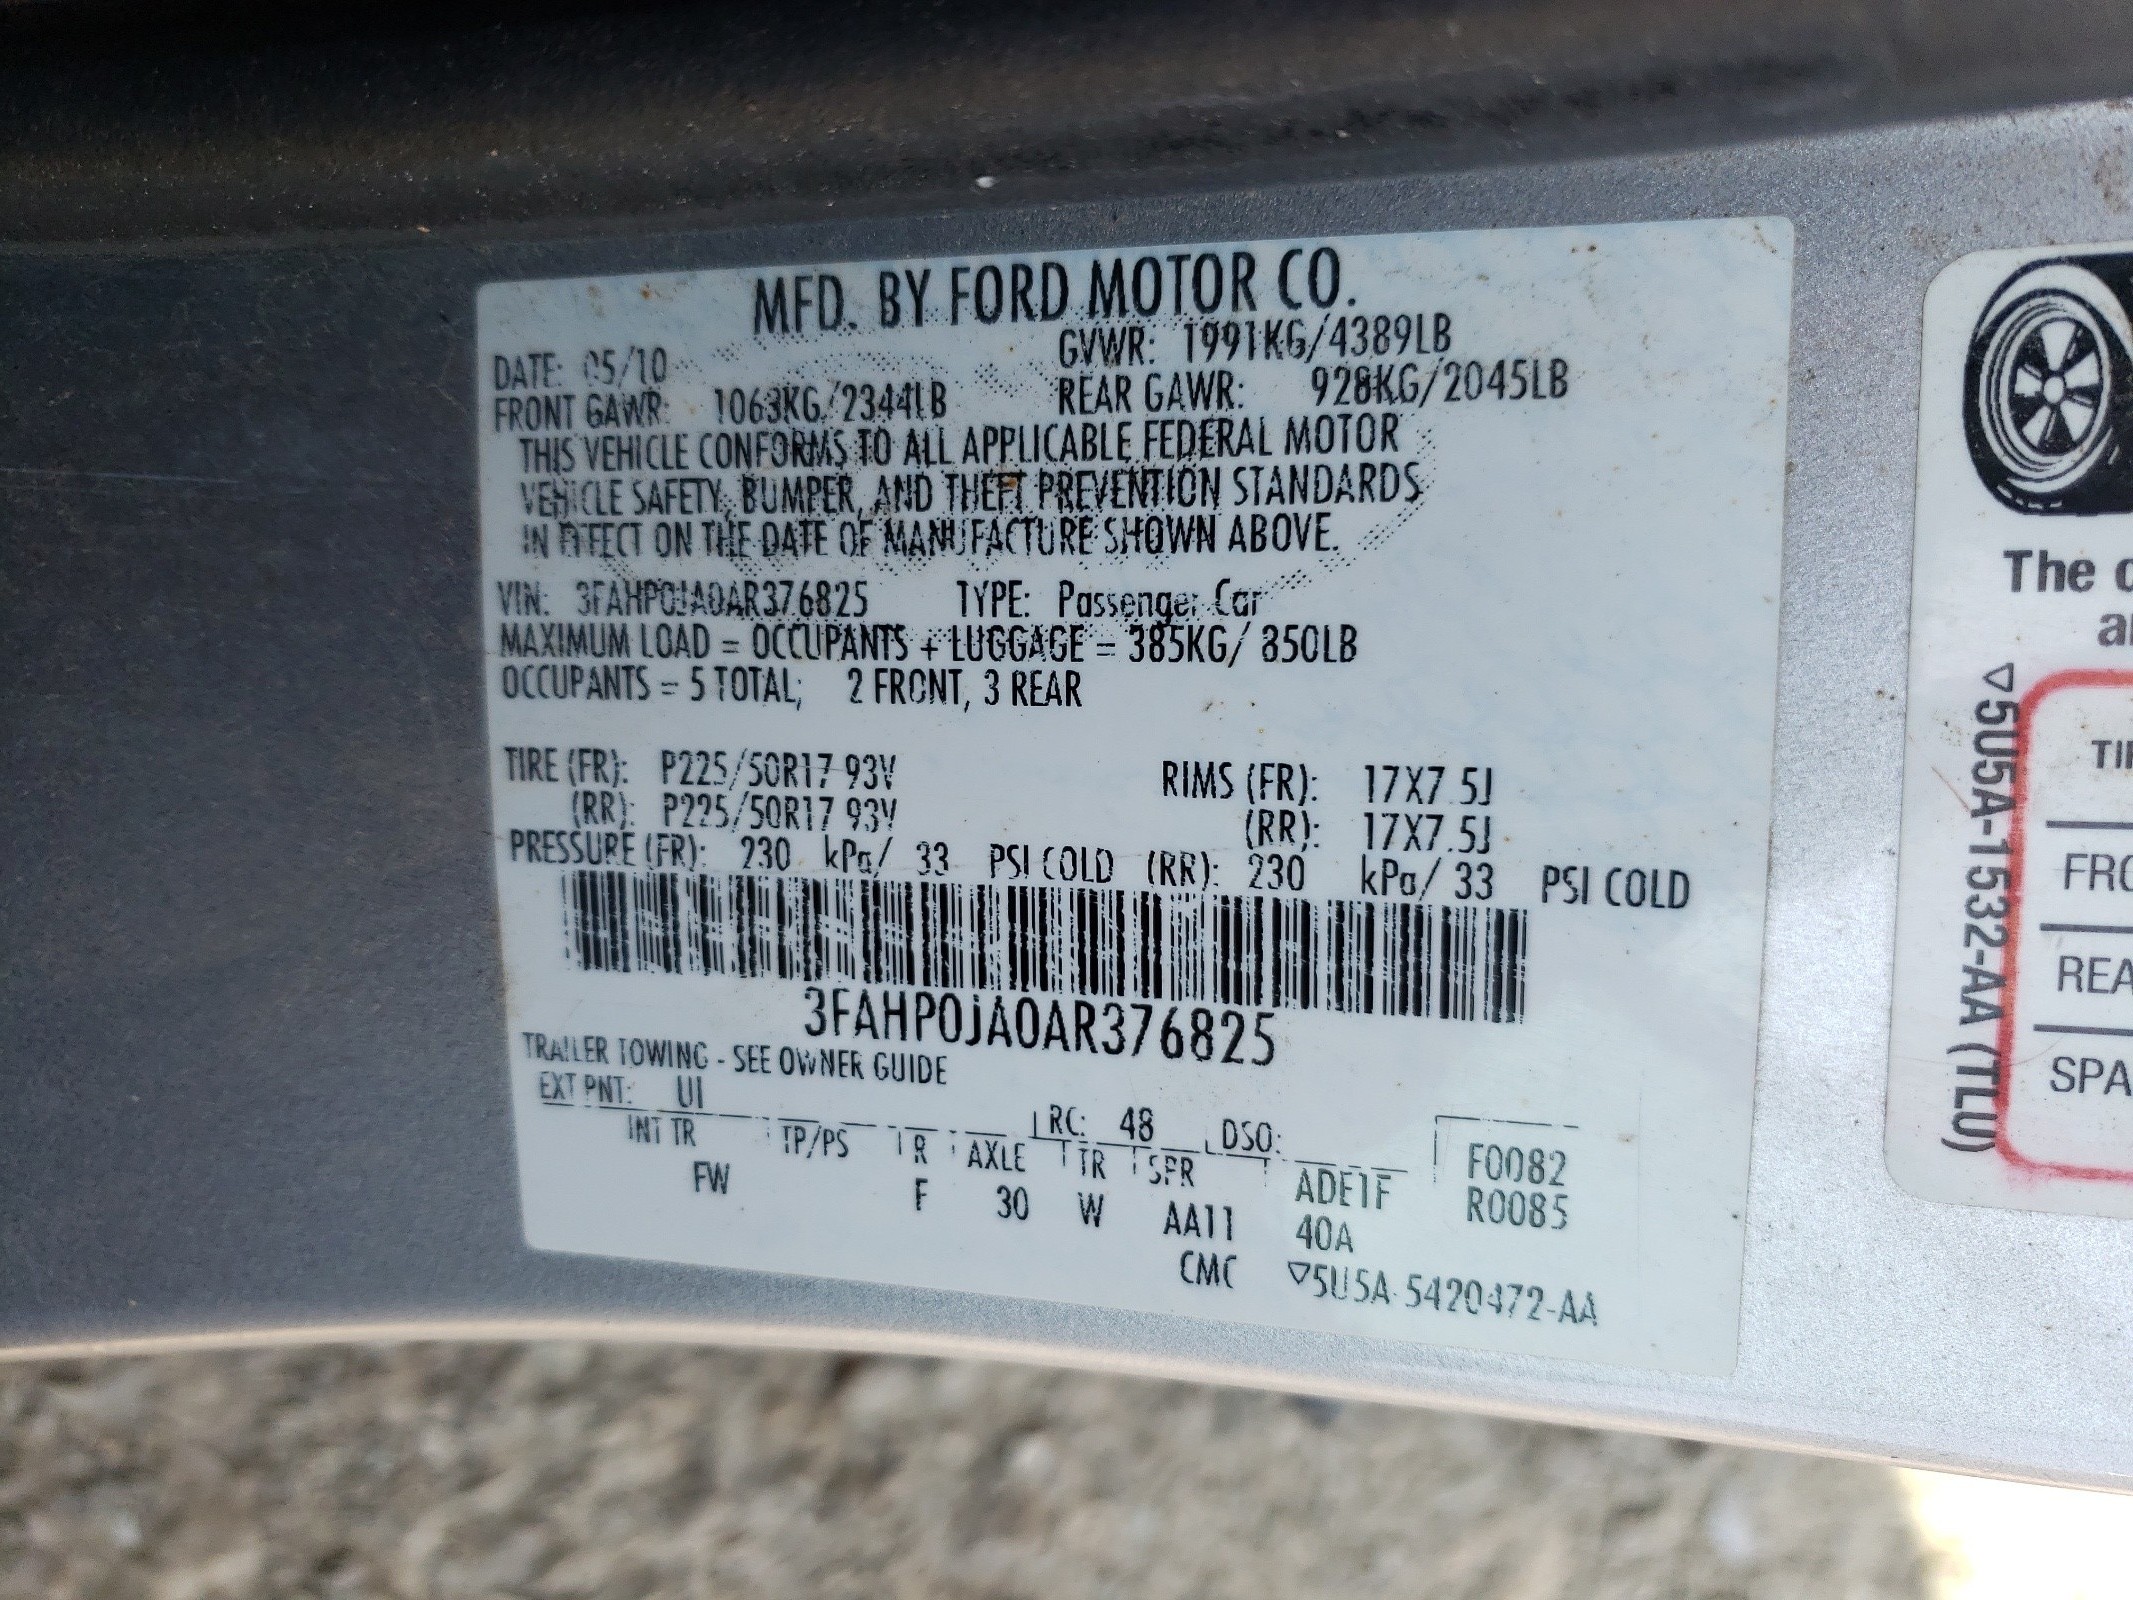 MFD. BY FORD MOTOR CO.
DATE: 05/10 GVWR: 1991KG/4389LB
FRONT GAWR: 1063KG/2344LB REAR GAWR: 928KG/2045LB
THIS VEHICLE CONFORMS TO ALL APPLICABLE FEDERAL MOTOR
VEHICLE SAFETY, BUMPER, AND THEFT PREVENTION STANDARDS
IN EFFECT ON THE DATE OF MANUFACTURE SHOWN ABOVE.
VIN: 3FAHP0JA0AR376825 TYPE: Passenger Car
MAXIMUM LOAD = OCCUPANTS + LUGGAGE = 385KG/ 850LB
OCCUPANTS = 5 TOTAL; 2 FRONT, 3 REAR
TIRE (FR): P225/50R17 93V RIMS (FR): 17X7.5J
(RR): P225/50R17 93V (RR): 17X7.5J
PRESSURE (FR): 230 kPa/ 33 PSI COLD (RR): 230 kPa/ 33 PSI COLD
3FAHP0JA0AR376825
TRAILER TOWING - SEE OWNER GUIDE
EXT PNT: UI RC: 48 DSO:
INT TR TP/PS R AXLE TR SPR ADE1F F0082
FW F 30 W AA11 40A R0085
CMC ▽5U5A-5420472-AA
The
▽5U5A-1532-AA (TLU)
TI
FRO
REA
SPA